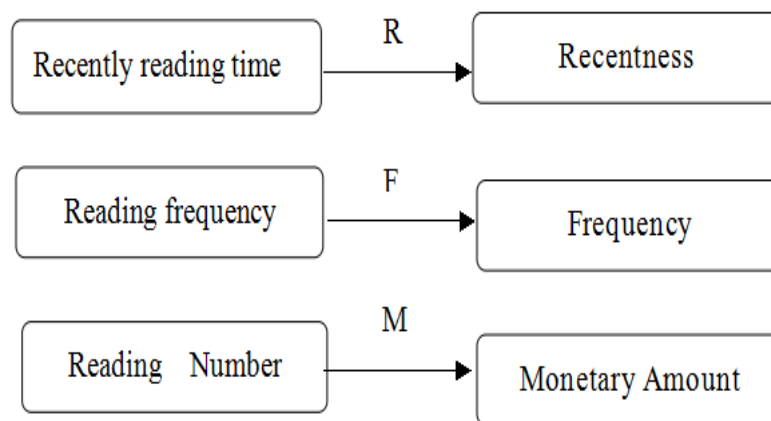 R
Recently reading time
Recentness
F
Reading frequency
Frequency
M
Reading Number
Monetary Amount